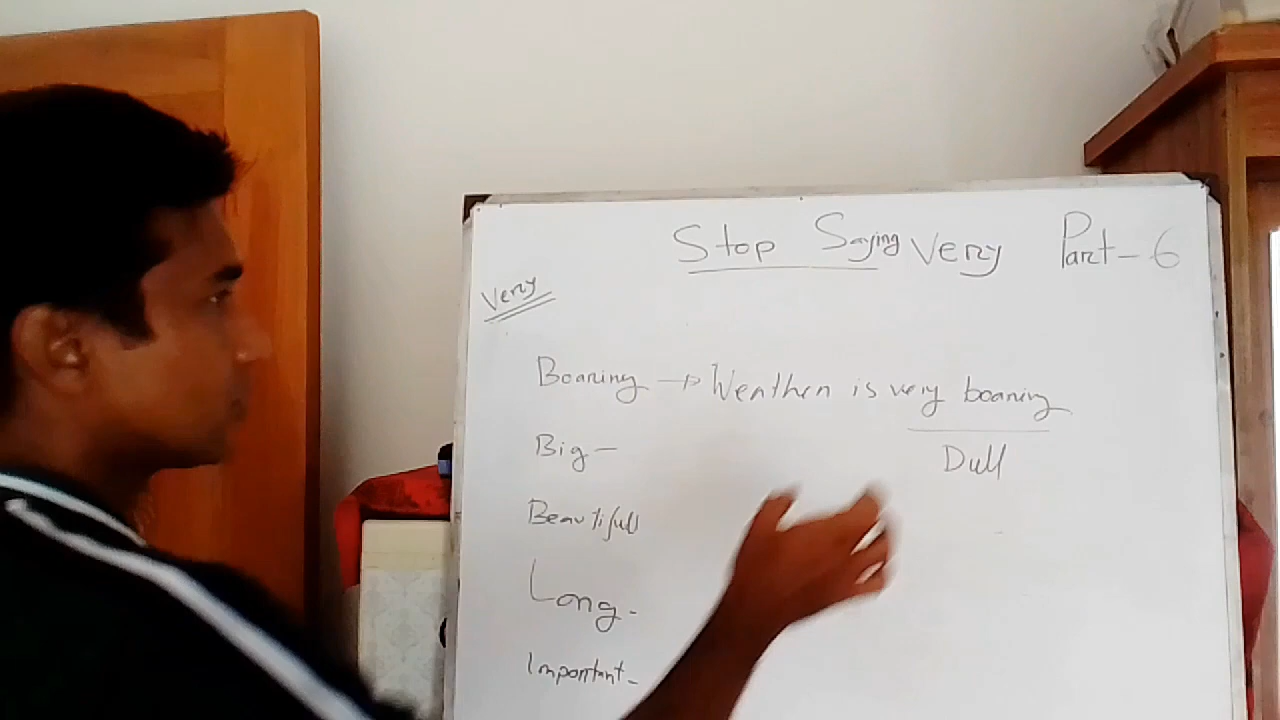 Stop Saying Very Part-6
Very
Boaring → Weather is very boaring
Dull
Big -
Beautifull
Long -
Important -